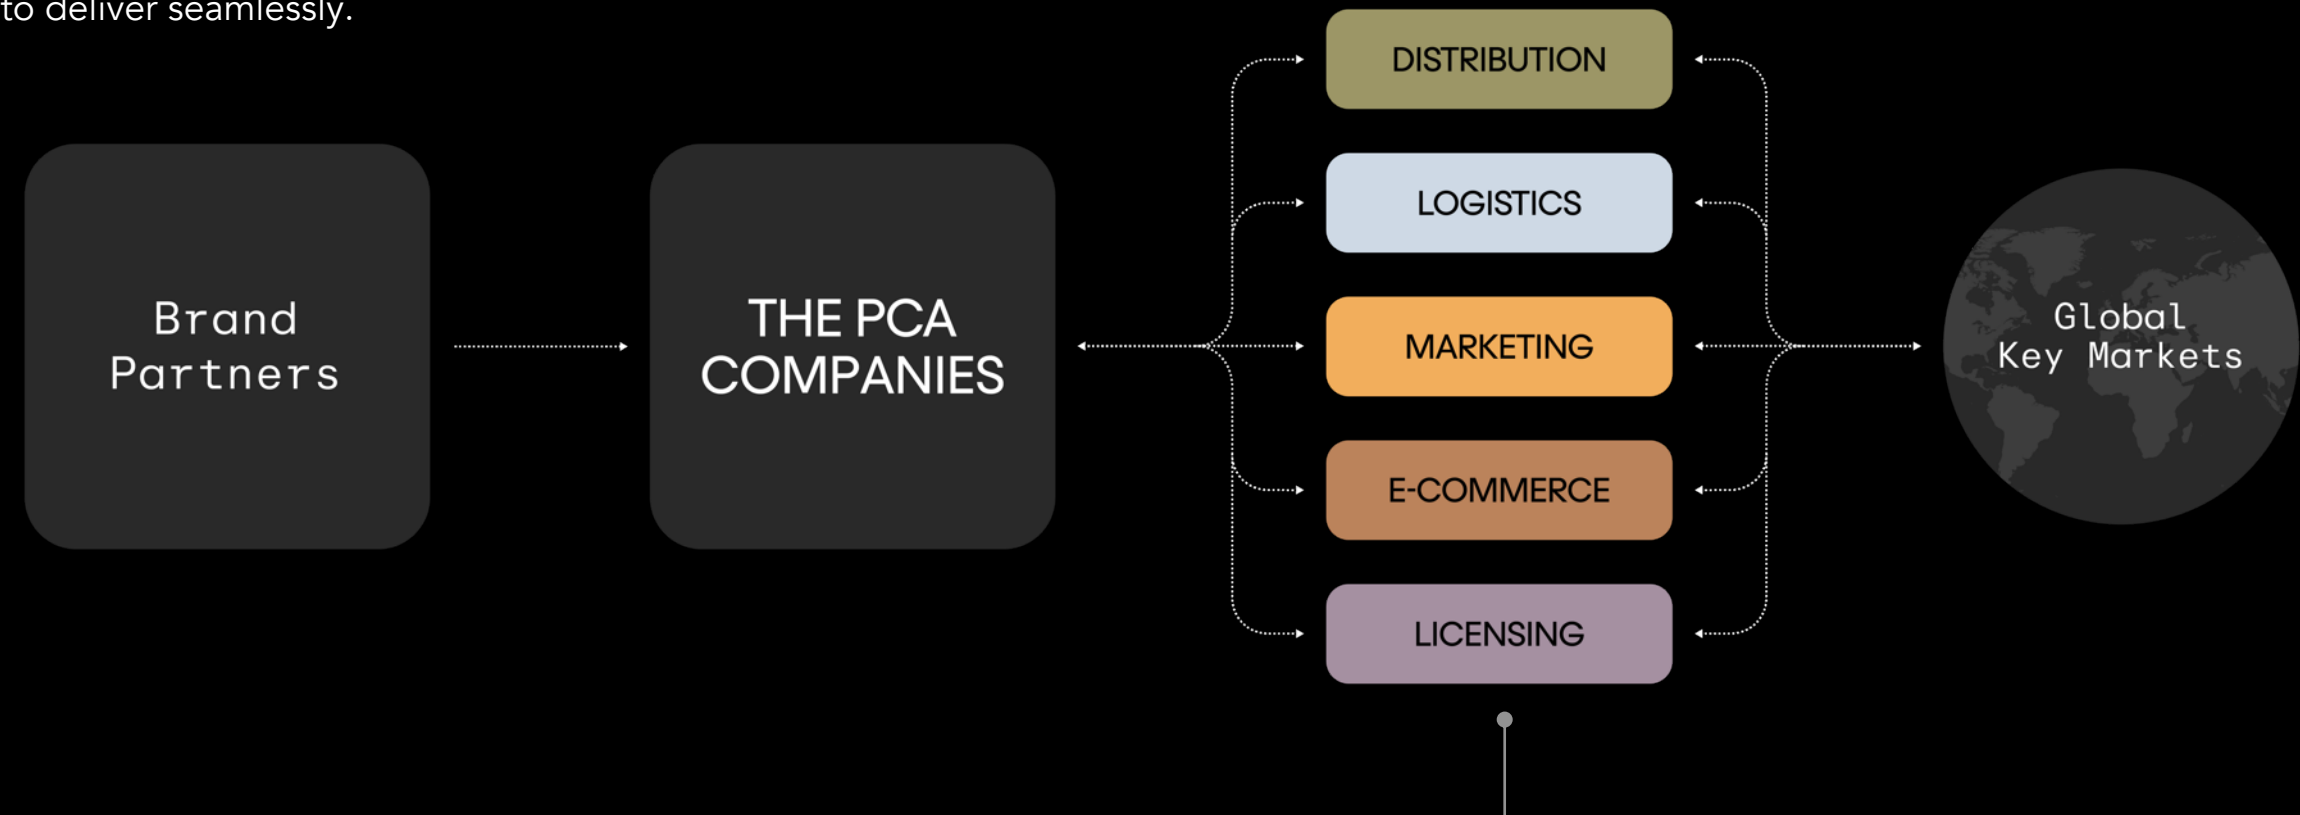 to deliver seamlessly.
Brand
Partners
THE PCA
COMPANIES
DISTRIBUTION
LOGISTICS
MARKETING
E-COMMERCE
LICENSING
Global
Key Markets